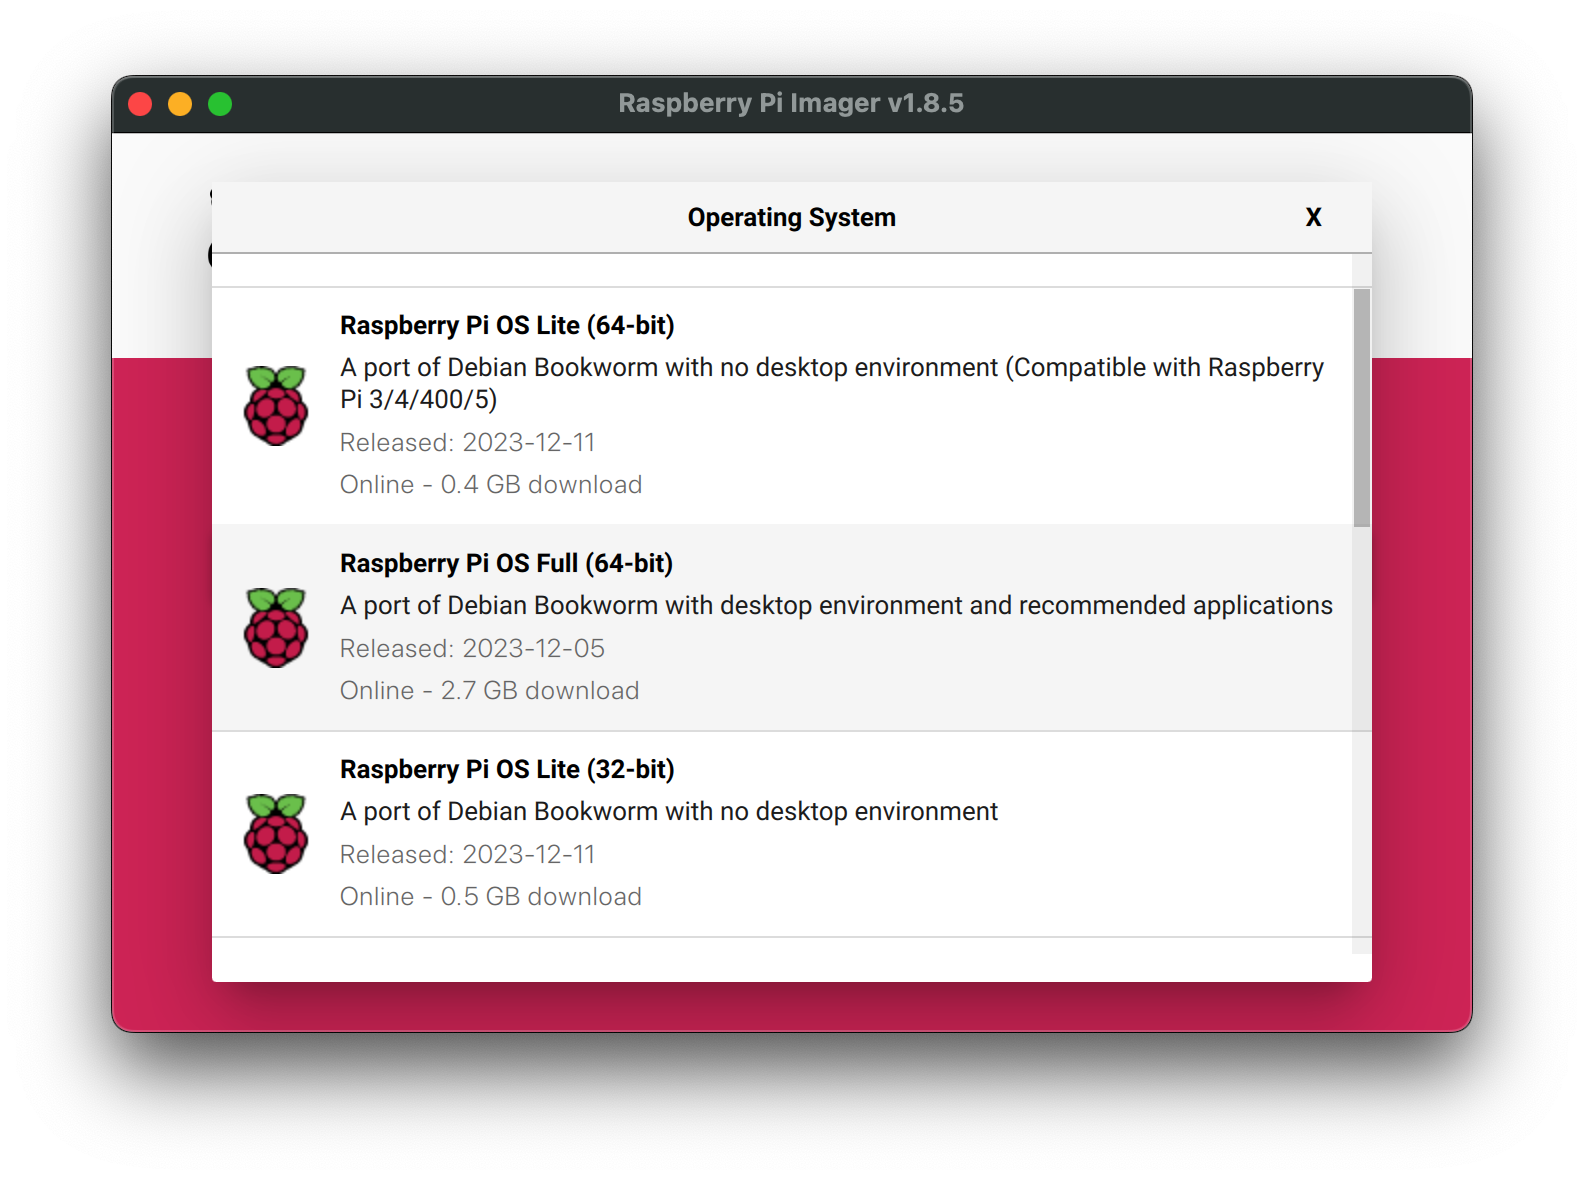 Raspberry Pi Imager v1.8.5
Operating System
X
Raspberry Pi OS Lite (64-bit)
A port of Debian Bookworm with no desktop environment (Compatible with Raspberry
Pi 3/4/400/5)
Released: 2023-12-11
Online - 0.4 GB download
Raspberry Pi OS Full (64-bit)
A port of Debian Bookworm with desktop environment and recommended applications
Released: 2023-12-05
Online - 2.7 GB download
Raspberry Pi OS Lite (32-bit)
A port of Debian Bookworm with no desktop environment
Released: 2023-12-11
Online - 0.5 GB download